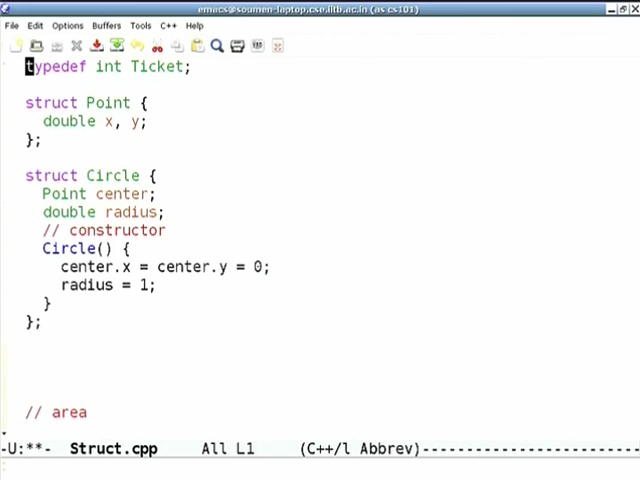 emacs@soumen-laptop.cse.iitb.ac.in (as cs101)
File Edit Options Buffers Tools C++ Help
typedef int Ticket;
struct Point {
double x, y;
};
struct Circle {
Point center;
double radius;
// constructor
Circle() {
center.x = center.y = 0;
radius = 1;
}
};
// area
-U:**- Struct.cpp All L1 (C++/l Abbrev)------------------------